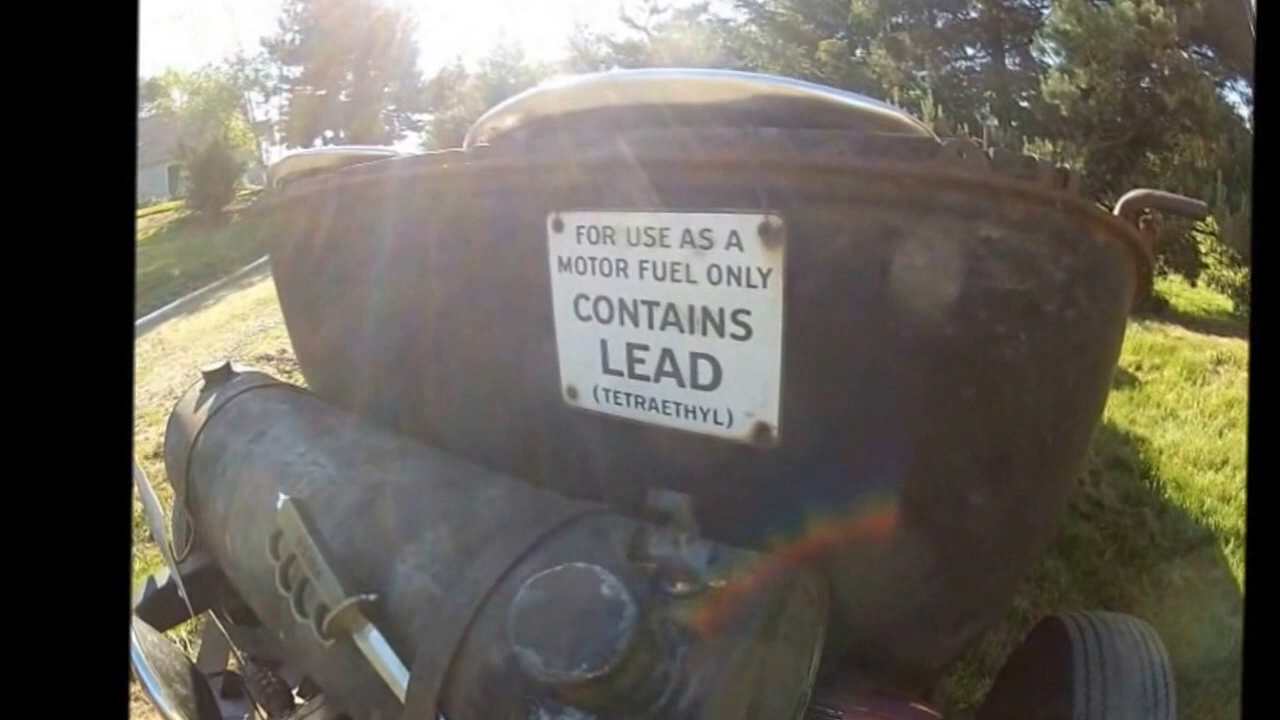 FOR USE AS A
MOTOR FUEL ONLY
CONTAINS
LEAD
(TETRAETHYL)